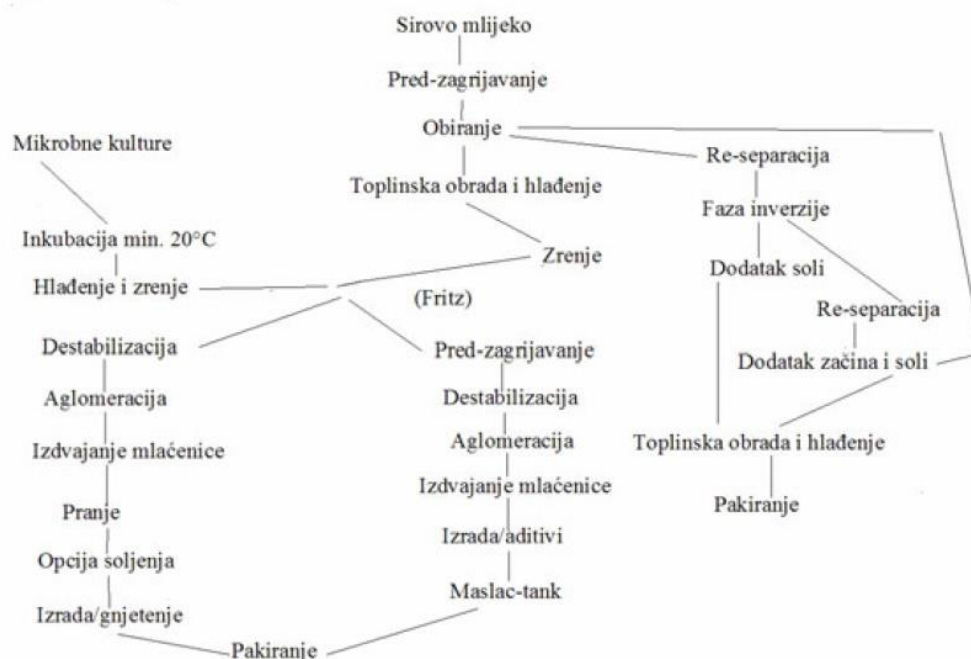 Sirovo mlijeko
Pred-zagrijavanje
Obiranje
Mikrobne kulture
Re-separacija
Toplinska obrada i hlađenje
Faza inverzije
Inkubacija min. 20°C
Zrenje
Dodatak soli
Hlađenje i zrenje
(Fritz)
Re-separacija
Destabilizacija
Pred-zagrijavanje
Dodatak začina i soli
Aglomeracija
Destabilizacija
Izdvajanje mlaćenice
Aglomeracija
Toplinska obrada i hlađenje
Izdvajanje mlaćenice
Pakiranje
Pranje
Izrada/aditivi
Opcija soljenja
Maslac-tank
Izrada/gnjetenje
Pakiranje